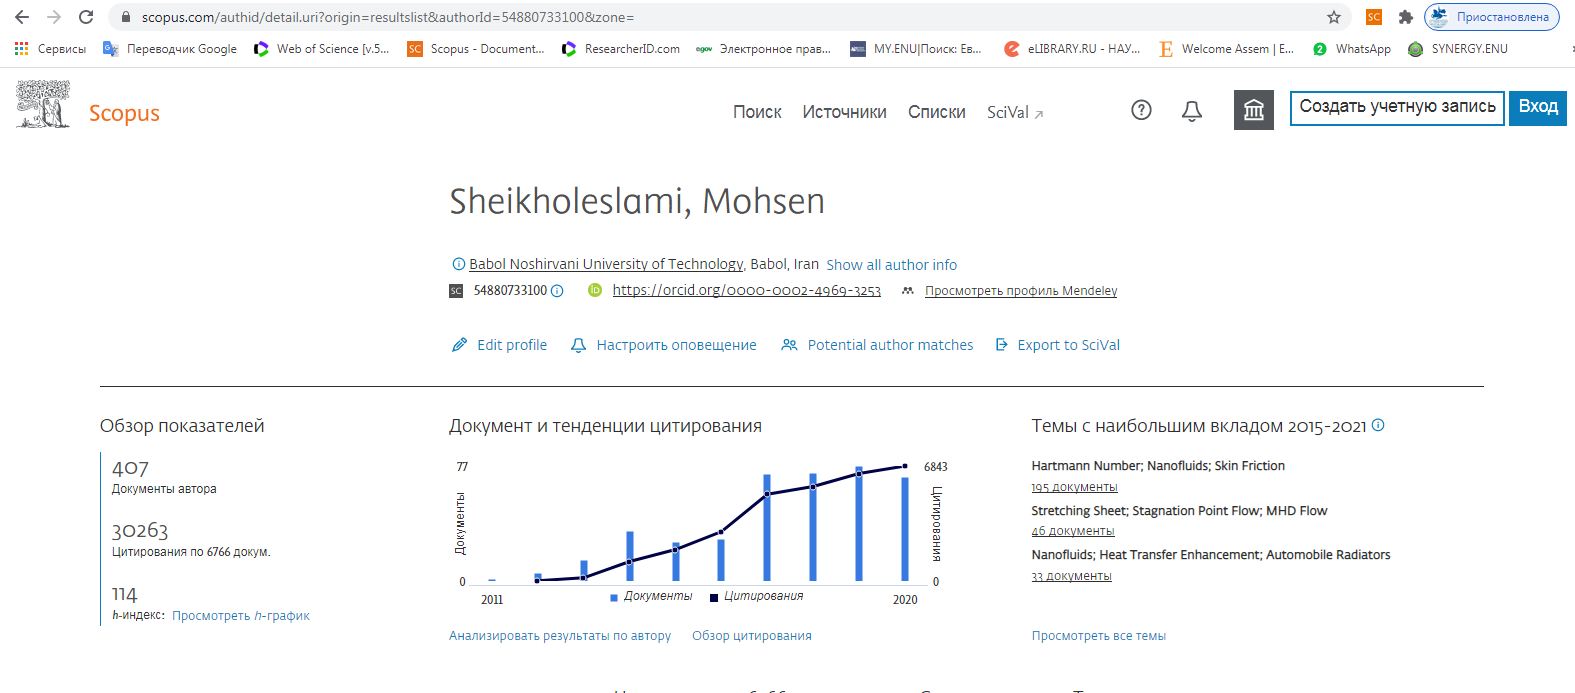 scopus.com/authid/detail.uri?origin=resultslist&authorId=54880733100&zone=
SC
Приостановлена
Сервисы
Переводчик Google
Web of Science [v.5...
SC Scopus - Document...
ResearcherID.com
egov Электронное прав...
MY.ENU|Поиск: Ев...
eLIBRARY.RU - НАУ...
E Welcome Assem | E...
2 WhatsApp
SYNERGY.ENU
Scopus
Поиск
Источники
Списки
SciVal ↗
Создать учетную запись
Вход
Sheikholeslami, Mohsen
Babol Noshirvani University of Technology, Babol, Iran Show all author info
SC 54880733100 iD https://orcid.org/0000-0002-4969-3253 Просмотреть профиль Mendeley
Edit profile Настроить оповещение Potential author matches Export to SciVal
Обзор показателей
407
Документы автора
30263
Цитирования по 6766 докум.
114
h-индекс: Просмотреть h-график
Документ и тенденции цитирования
77
6843
Документы
Цитирования
0
0
2011
Документы
Цитирования
2020
Анализировать результаты по автору
Обзор цитирования
Темы с наибольшим вкладом 2015-2021
Hartmann Number; Nanofluids; Skin Friction
195 документы
Stretching Sheet; Stagnation Point Flow; MHD Flow
46 документы
Nanofluids; Heat Transfer Enhancement; Automobile Radiators
33 документы
Просмотреть все темы